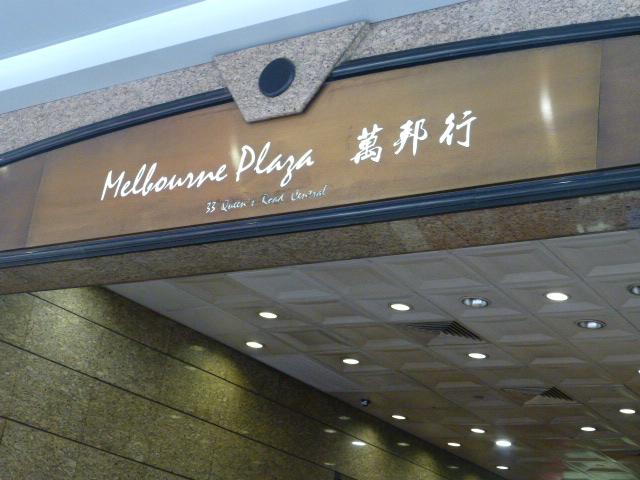 Melbourne Plaza 萬邦行
33 Queen's Road Central